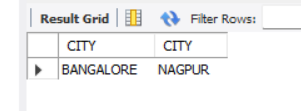 Result Grid Filter Rows:
CITY CITY
BANGALORE NAGPUR